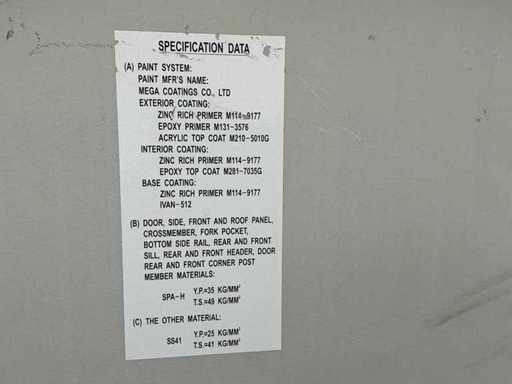 SPECIFICATION DATA
(A) PAINT SYSTEM:
PAINT MFR'S NAME:
MEGA COATINGS CO., LTD
EXTERIOR COATING:
ZINC RICH PRIMER M114-9177
EPOXY PRIMER M131-3576
ACRYLIC TOP COAT M210-5010G
INTERIOR COATING:
ZINC RICH PRIMER M114-9177
EPOXY TOP COAT M281-7035G
BASE COATING:
ZINC RICH PRIMER M114-9177
IVAN-512
(B) DOOR, SIDE, FRONT AND ROOF PANEL,
CROSSMEMBER, FORK POCKET,
BOTTOM SIDE RAIL, REAR AND FRONT
SILL, REAR AND FRONT HEADER, DOOR
REAR AND FRONT CORNER POST
MEMBER MATERIALS:
SPA-H Y.P.=35 KG/MM²
T.S.=49 KG/MM²
(C) THE OTHER MATERIAL:
SS41 Y.P.=25 KG/MM²
T.S.=41 KG/MM²